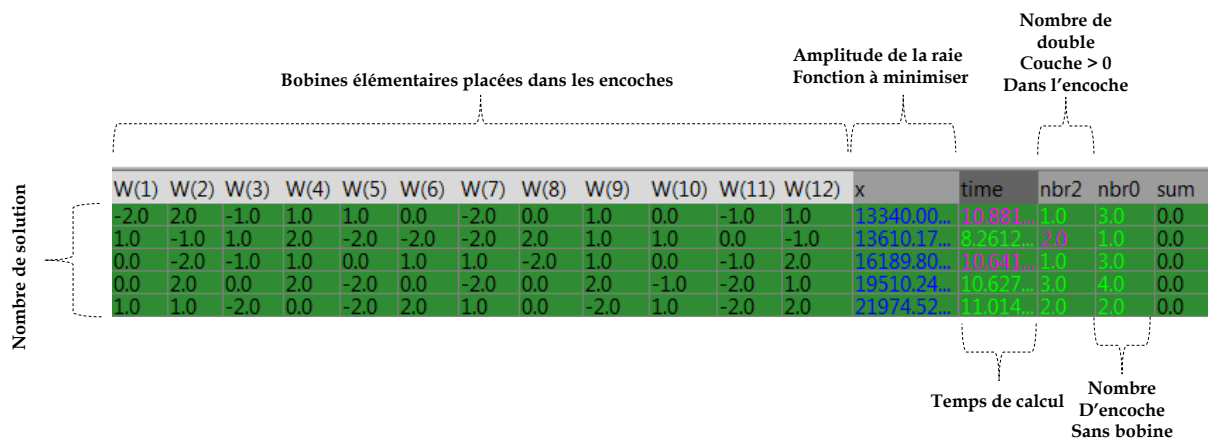 Nombre de
double
Couche > 0
Dans l'encoche
Amplitude de la raie
Fonction à minimiser
Bobines élémentaires placées dans les encoches
Nombre de solution
W(1) W(2) W(3) W(4) W(5) W(6) W(7) W(8) W(9) W(10) W(11) W(12) x time nbr2 nbr0 sum
-2.0 2.0 -1.0 1.0 1.0 0.0 -2.0 0.0 1.0 0.0 -1.0 1.0 13340.00... 10.881... 1.0 3.0 0.0
1.0 -1.0 1.0 2.0 -2.0 -2.0 -2.0 2.0 1.0 1.0 0.0 -1.0 13610.17... 8.2612... 2.0 1.0 0.0
0.0 -2.0 -1.0 1.0 0.0 1.0 1.0 -2.0 1.0 0.0 -1.0 2.0 16189.80... 10.641... 1.0 3.0 0.0
0.0 2.0 0.0 2.0 -2.0 0.0 -2.0 0.0 2.0 -1.0 -2.0 1.0 19510.24... 10.627... 3.0 4.0 0.0
1.0 1.0 -2.0 0.0 -2.0 2.0 1.0 0.0 -2.0 1.0 -2.0 2.0 21974.52... 11.014... 2.0 2.0 0.0
Temps de calcul
Nombre
D'encoche
Sans bobine